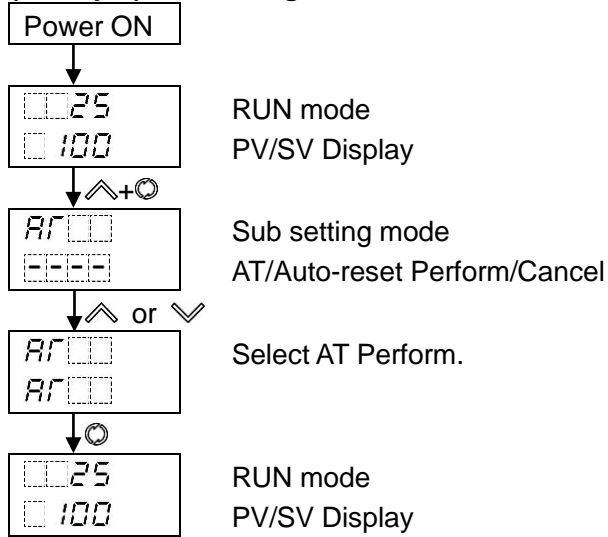 Power ON
25 RUN mode
100 PV/SV Display
+
AT Sub setting mode
---- AT/Auto-reset Perform/Cancel
or
AT Select AT Perform.
AT
25 RUN mode
100 PV/SV Display